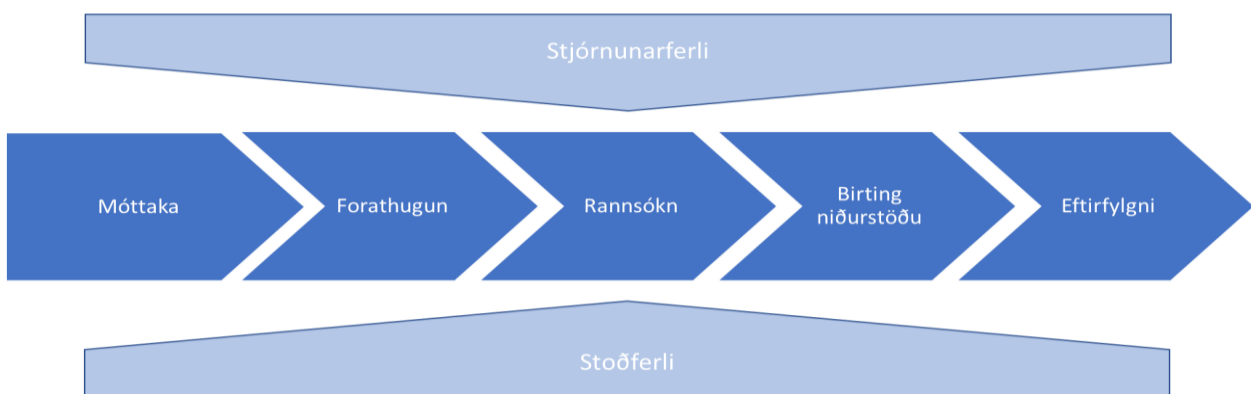 Stjórnunarferli
Móttaka
Forathugun
Rannsókn
Birting
niðurstöðu
Eftirfylgni
Stoðferli